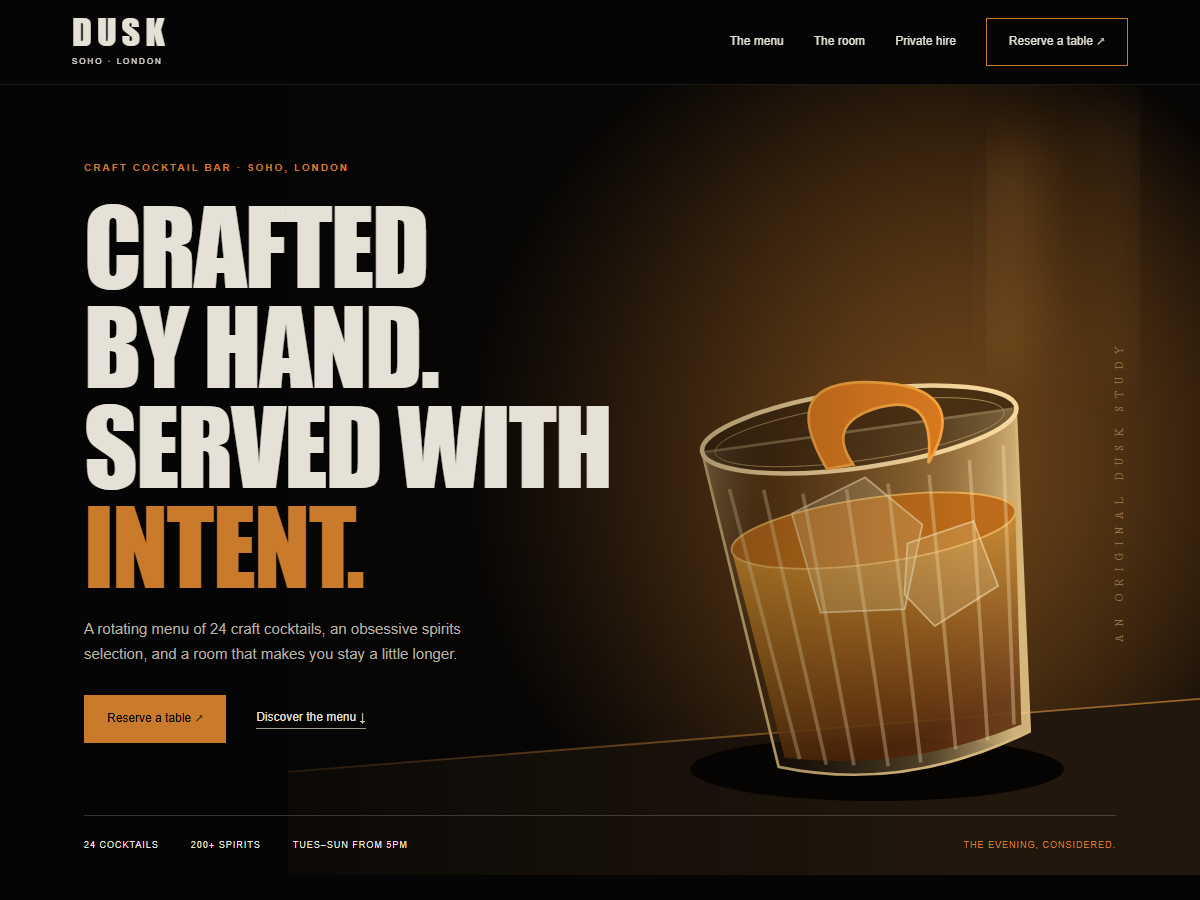 DUSK
SOHO · LONDON
The menu
The room
Private hire
Reserve a table ↗
CRAFT COCKTAIL BAR · SOHO, LONDON
CRAFTED
BY HAND.
SERVED WITH
INTENT.
A rotating menu of 24 craft cocktails, an obsessive spirits
selection, and a room that makes you stay a little longer.
Reserve a table ↗
Discover the menu ↓
AN ORIGINAL DUSK STUDY
24 COCKTAILS
200+ SPIRITS
TUES–SUN FROM 5PM
THE EVENING, CONSIDERED.